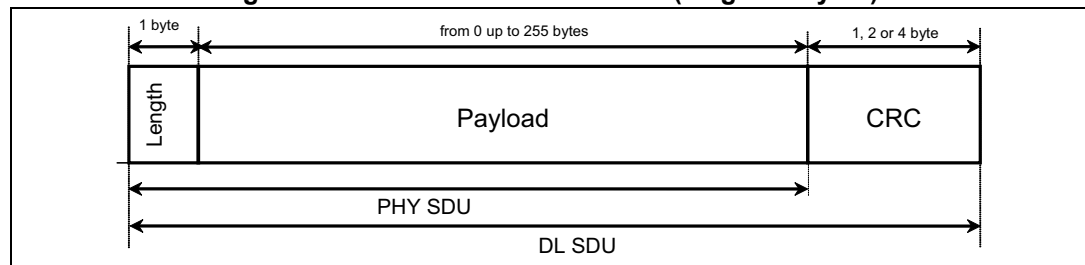 1 byte
from 0 up to 255 bytes
1, 2 or 4 byte
Length
Payload
CRC
PHY SDU
DL SDU